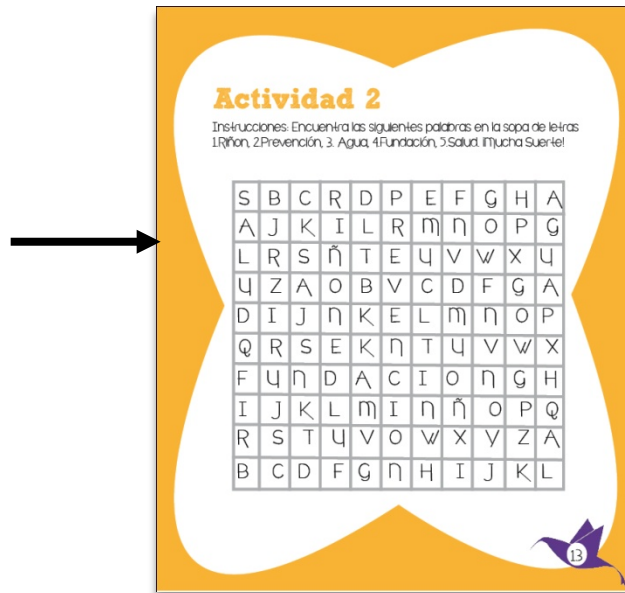 Actividad 2
Instrucciones: Encuentra las siguientes palabras en la sopa de letras
1.Riñon, 2.Prevención, 3. Agua, 4.Fundación, 5.Salud. ¡Mucha Suerte!
S B C R D P E F G H A
A J K I L R M N O P G
L R S Ñ T E U V W X U
U Z A O B V C D F G A
D I J N K E L M N O P
Q R S E K N T U V W X
F U N D A C I O N G H
I J K L M I N Ñ O P Q
R S T U V O W X Y Z A
B C D F G N H I J K L
13